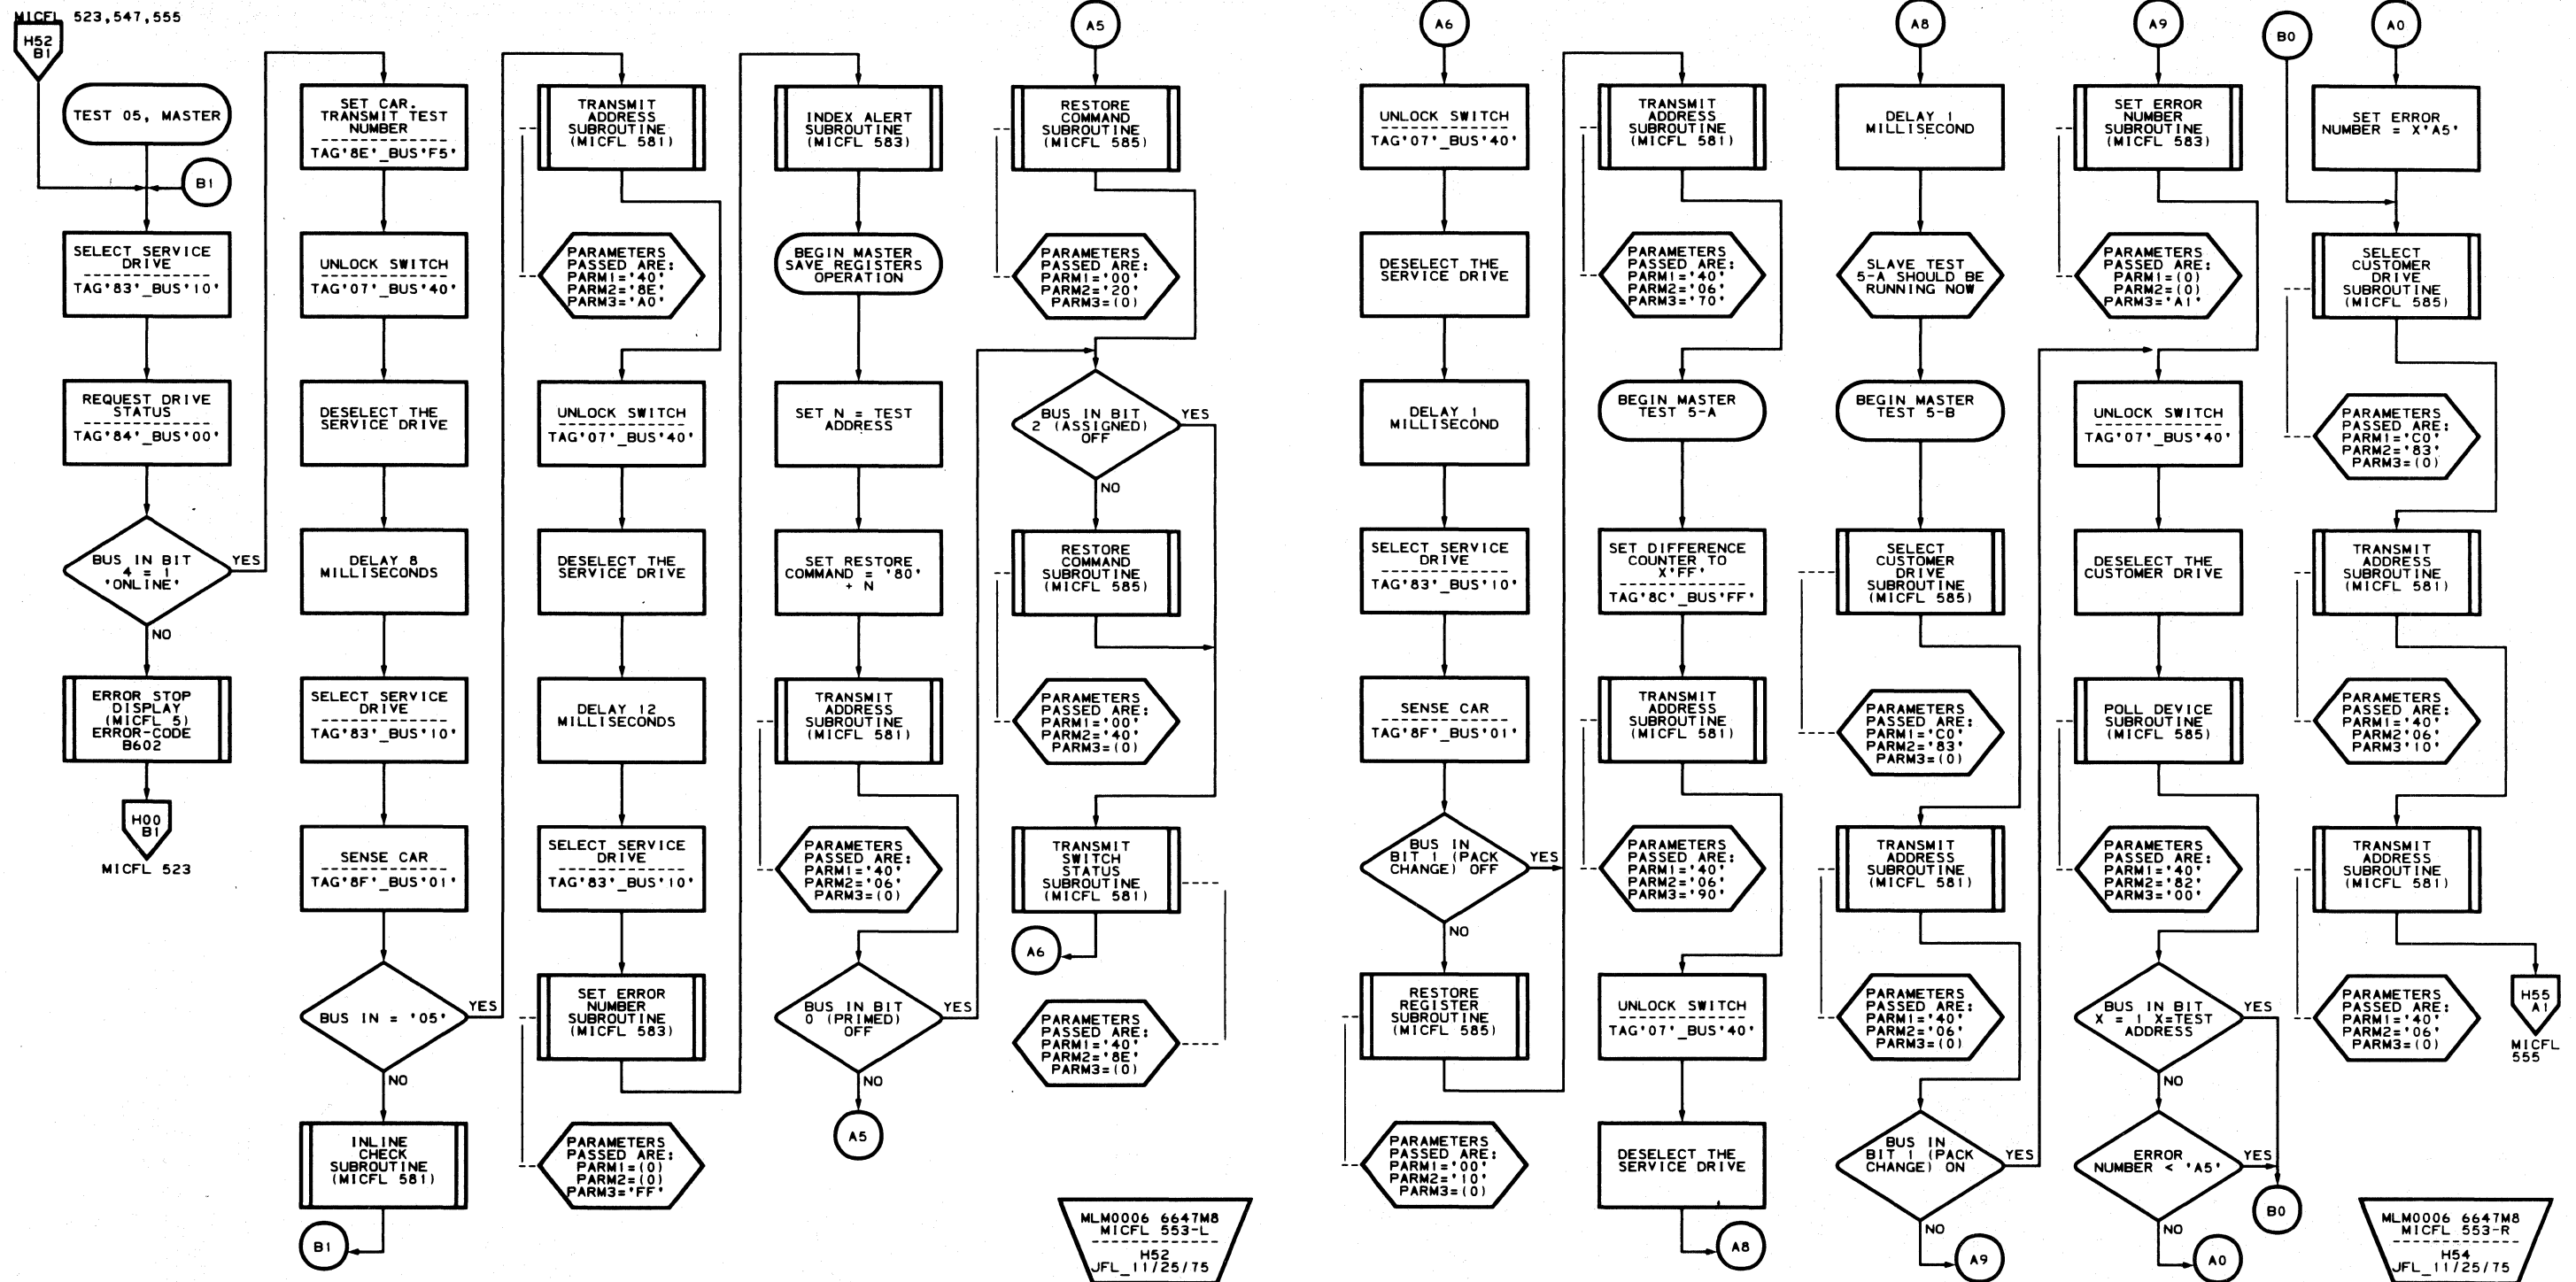 MICFL 523,547,555
H52
B1
TEST 05, MASTER
B1
SELECT SERVICE
DRIVE
TAG'83'_BUS'10'
REQUEST DRIVE
STATUS
TAG'84'_BUS'00'
BUS IN BIT
4 = 1
'ONLINE'
YES
NO
ERROR STOP
DISPLAY
(MICFL 5)
ERROR-CODE
B602
H00
B1
MICFL 523
SET CAR.
TRANSMIT TEST
NUMBER
TAG'8E'_BUS'F5'
UNLOCK SWITCH
TAG'07'_BUS'40'
DESELECT THE
SERVICE DRIVE
DELAY 8
MILLISECONDS
SELECT SERVICE
DRIVE
TAG'83'_BUS'10'
SENSE CAR
TAG'8F'_BUS'01'
BUS IN = '05'
YES
NO
INLINE
CHECK
SUBROUTINE
(MICFL 581)
B1
TRANSMIT
ADDRESS
SUBROUTINE
(MICFL 581)
PARAMETERS
PASSED ARE:
PARM1='40'
PARM2='8E'
PARM3='A0'
UNLOCK SWITCH
TAG'07'_BUS'40'
DESELECT THE
SERVICE DRIVE
DELAY 12
MILLISECONDS
SELECT SERVICE
DRIVE
TAG'83'_BUS'10'
SET ERROR
NUMBER
SUBROUTINE
(MICFL 583)
PARAMETERS
PASSED ARE:
PARM1=(0)
PARM2=(0)
PARM3='FF'
INDEX ALERT
SUBROUTINE
(MICFL 583)
BEGIN MASTER
SAVE REGISTERS
OPERATION
SET N = TEST
ADDRESS
SET RESTORE
COMMAND = '80'
+ N
TRANSMIT
ADDRESS
SUBROUTINE
(MICFL 581)
PARAMETERS
PASSED ARE:
PARM1='40'
PARM2='06'
PARM3=(0)
BUS IN BIT
0 (PRIMED)
OFF
YES
NO
A5
A5
RESTORE
COMMAND
SUBROUTINE
(MICFL 585)
PARAMETERS
PASSED ARE:
PARM1='00'
PARM2='20'
PARM3=(0)
BUS IN BIT
2 (ASSIGNED)
OFF
YES
NO
RESTORE
COMMAND
SUBROUTINE
(MICFL 585)
PARAMETERS
PASSED ARE:
PARM1='00'
PARM2='40'
PARM3=(0)
TRANSMIT
SWITCH
STATUS
SUBROUTINE
(MICFL 581)
A6
PARAMETERS
PASSED ARE:
PARM1='40'
PARM2='8E'
PARM3=(0)
MLM0006 6647M8
MICFL 553-L
H52
JFL_11/25/75
A6
UNLOCK SWITCH
TAG'07'_BUS'40'
DESELECT THE
SERVICE DRIVE
DELAY 1
MILLISECOND
SELECT SERVICE
DRIVE
TAG'83'_BUS'10'
SENSE CAR
TAG'8F'_BUS'01'
BUS IN
BIT 1 (PACK
CHANGE) OFF
YES
NO
RESTORE
REGISTER
SUBROUTINE
(MICFL 585)
PARAMETERS
PASSED ARE:
PARM1='00'
PARM2='10'
PARM3=(0)
TRANSMIT
ADDRESS
SUBROUTINE
(MICFL 581)
PARAMETERS
PASSED ARE:
PARM1='40'
PARM2='06'
PARM3='70'
BEGIN MASTER
TEST 5-A
SET DIFFERENCE
COUNTER TO
X'FF'
TAG'8C'_BUS'FF'
TRANSMIT
ADDRESS
SUBROUTINE
(MICFL 581)
PARAMETERS
PASSED ARE:
PARM1='40'
PARM2='06'
PARM3='90'
UNLOCK SWITCH
TAG'07'_BUS'40'
DESELECT THE
SERVICE DRIVE
A8
A8
DELAY 1
MILLISECOND
SLAVE TEST
5-A SHOULD BE
RUNNING NOW
BEGIN MASTER
TEST 5-B
SELECT
CUSTOMER
DRIVE
SUBROUTINE
(MICFL 585)
PARAMETERS
PASSED ARE:
PARM1='C0'
PARM2='83'
PARM3=(0)
TRANSMIT
ADDRESS
SUBROUTINE
(MICFL 581)
PARAMETERS
PASSED ARE:
PARM1='40'
PARM2='06'
PARM3=(0)
BUS IN
BIT 1 (PACK
CHANGE) ON
YES
NO
A9
A9
SET ERROR
NUMBER
SUBROUTINE
(MICFL 583)
PARAMETERS
PASSED ARE:
PARM1=(0)
PARM2=(0)
PARM3='A1'
UNLOCK SWITCH
TAG'07'_BUS'40'
DESELECT THE
CUSTOMER DRIVE
POLL DEVICE
SUBROUTINE
(MICFL 585)
PARAMETERS
PASSED ARE:
PARM1='40'
PARM2='82'
PARM3='00'
BUS IN BIT
X = 1 X=TEST
ADDRESS
YES
NO
ERROR
NUMBER < 'A5'
YES
B0
NO
A0
B0
A0
SET ERROR
NUMBER = X'A5'
SELECT
CUSTOMER
DRIVE
SUBROUTINE
(MICFL 585)
PARAMETERS
PASSED ARE:
PARM1='C0'
PARM2='83'
PARM3=(0)
TRANSMIT
ADDRESS
SUBROUTINE
(MICFL 581)
PARAMETERS
PASSED ARE:
PARM1='40'
PARM2'06'
PARM3'10'
TRANSMIT
ADDRESS
SUBROUTINE
(MICFL 581)
PARAMETERS
PASSED ARE:
PARM1='40'
PARM2='06'
PARM3=(0)
H55
A1
MICFL
555
MLM0006 6647M8
MICFL 553-R
H54
JFL_11/25/75